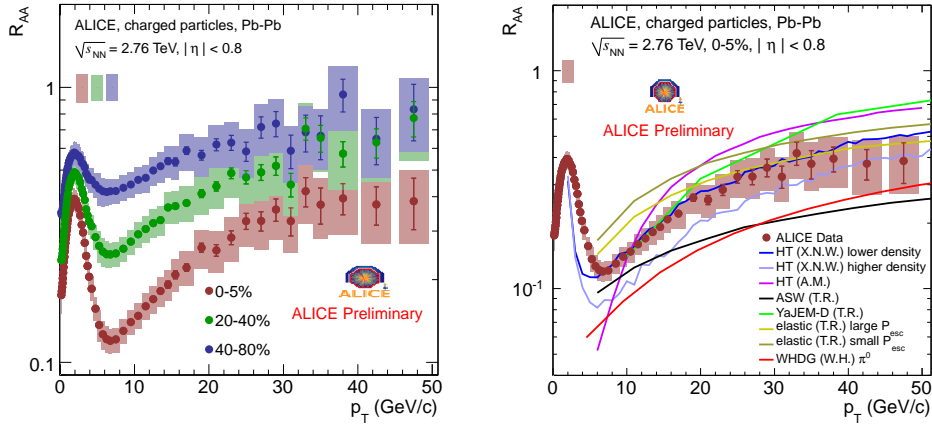 R_AA
ALICE, charged particles, Pb-Pb
√s_NN = 2.76 TeV, | η | < 0.8
1
0-5%
20-40%
40-80%
ALICE
ALICE Preliminary
0.1
0 10 20 30 40 50
p_T (GeV/c)
R_AA
ALICE, charged particles, Pb-Pb
√s_NN = 2.76 TeV, 0-5%, | η | < 0.8
1
ALICE
ALICE Preliminary
ALICE Data
HT (X.N.W.) lower density
HT (X.N.W.) higher density
HT (A.M.)
ASW (T.R.)
YaJEM-D (T.R.)
elastic (T.R.) large P_esc
elastic (T.R.) small P_esc
WHDG (W.H.) π^0
10^-1
0 10 20 30 40 50
p_T (GeV/c)